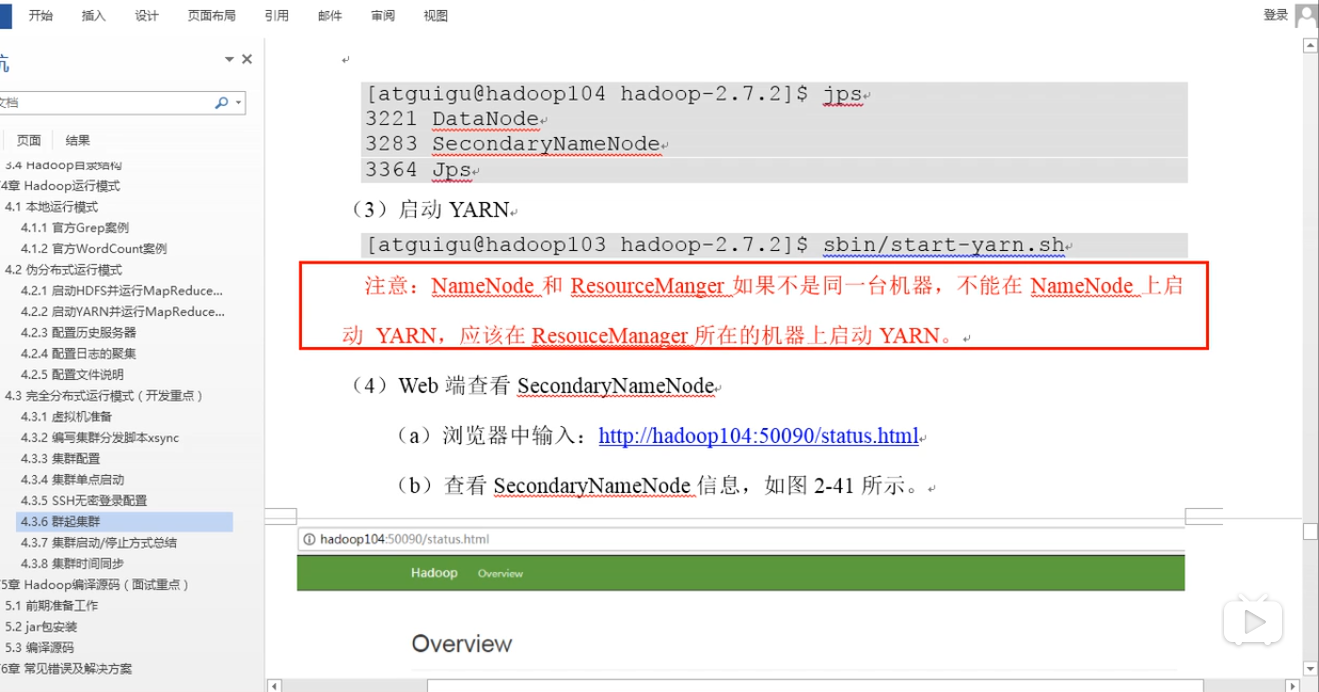 开始 插入 设计 页面布局 引用 邮件 审阅 视图 登录
页面 结果
3.4 Hadoop目录结构
4章 Hadoop运行模式
4.1 本地运行模式
4.1.1 官方Grep案例
4.1.2 官方WordCount案例
4.2 伪分布式运行模式
4.2.1 启动HDFS并运行MapReduce...
4.2.2 启动YARN并运行MapReduce...
4.2.3 配置历史服务器
4.2.4 配置日志的聚集
4.2.5 配置文件说明
4.3 完全分布式运行模式（开发重点）
4.3.1 虚拟机准备
4.3.2 编写集群分发脚本xsync
4.3.3 集群配置
4.3.4 集群单点启动
4.3.5 SSH无密登录配置
4.3.6 群起集群
4.3.7 集群启动/停止方式总结
4.3.8 集群时间同步
5章 Hadoop编译源码（面试重点）
5.1 前期准备工作
5.2 jar包安装
5.3 编译源码
6章 常见错误及解决方案
[atguigu@hadoop104 hadoop-2.7.2]$ jps
3221 DataNode
3283 SecondaryNameNode
3364 Jps
（3）启动 YARN
[atguigu@hadoop103 hadoop-2.7.2]$ sbin/start-yarn.sh
注意：NameNode 和 ResourceManger 如果不是同一台机器，不能在 NameNode 上启
动 YARN，应该在 ResouceManager 所在的机器上启动 YARN。
（4）Web 端查看 SecondaryNameNode
（a）浏览器中输入：http://hadoop104:50090/status.html
（b）查看 SecondaryNameNode 信息，如图 2-41 所示。
hadoop104:50090/status.html
Hadoop Overview
Overview